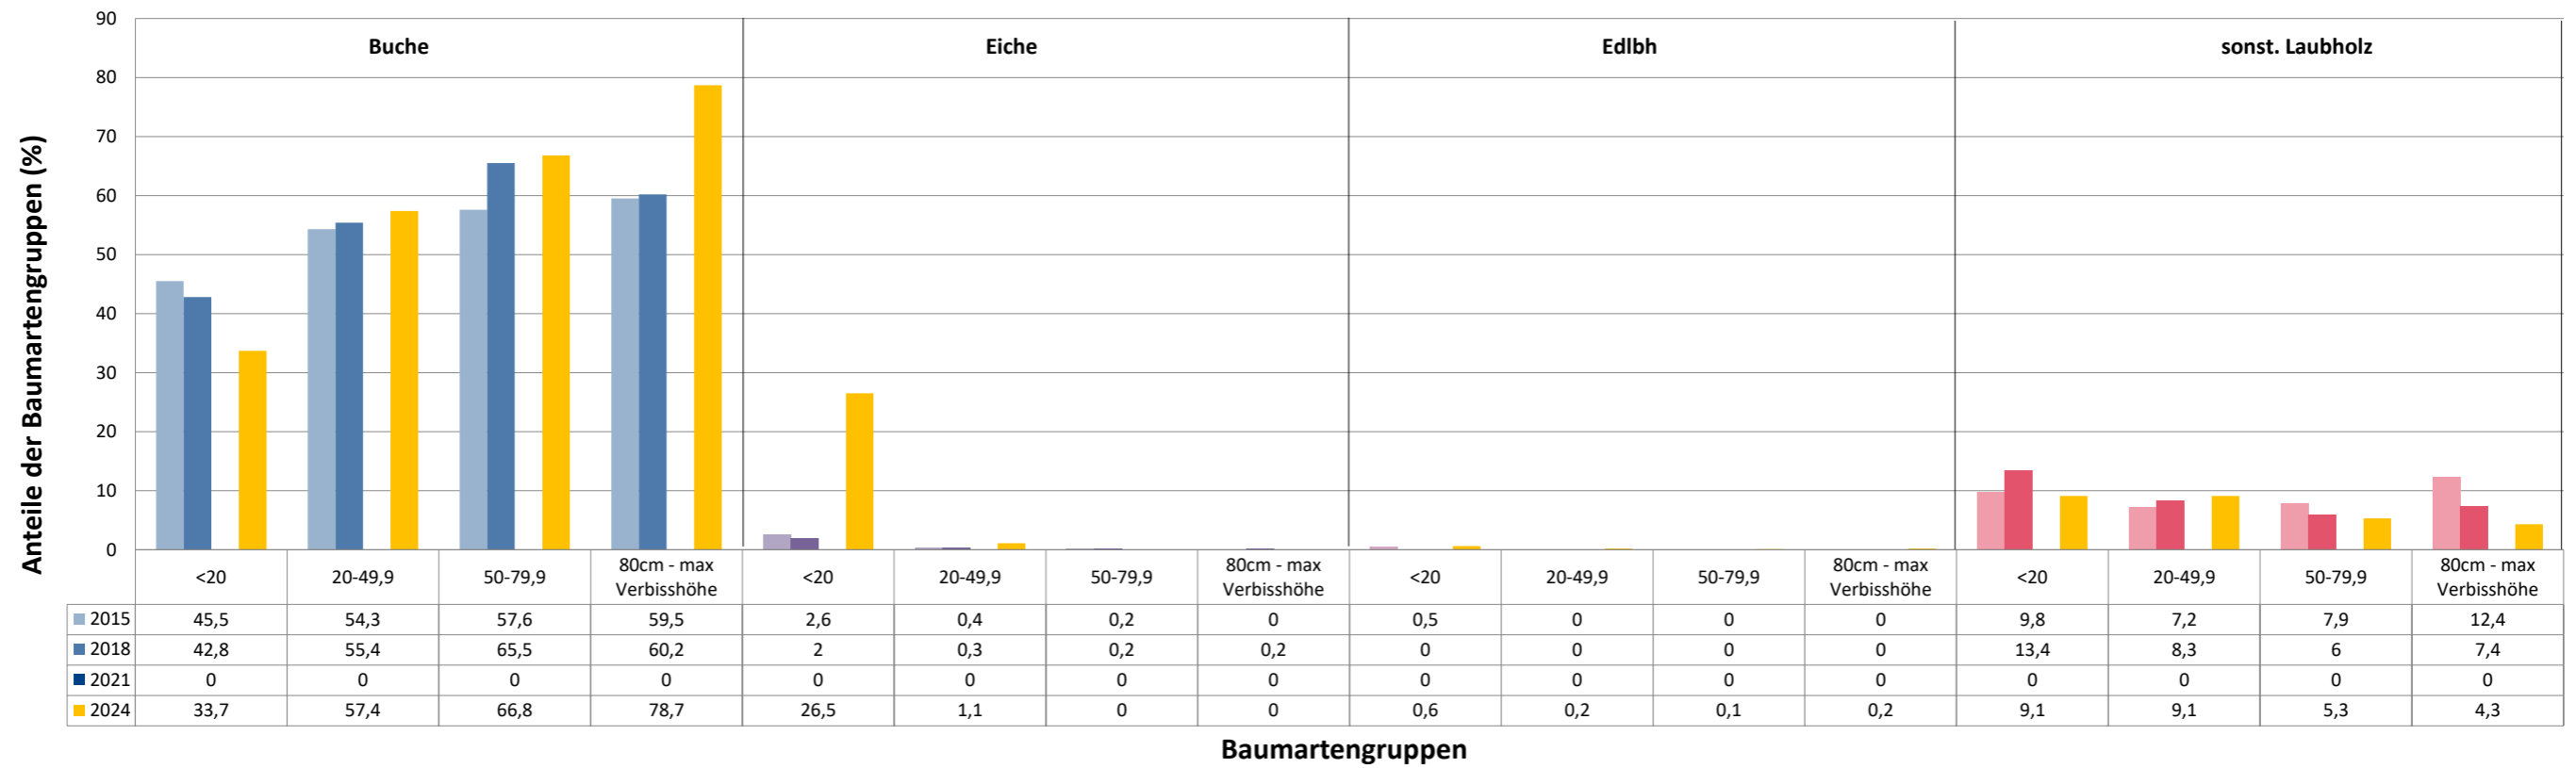 Anteile der Baumartengruppen (%)
90
80
70
60
50
40
30
20
10
0
Buche Eiche Edlbh sonst. Laubholz
<20 20-49,9 50-79,9 80cm - max Verbisshöhe <20 20-49,9 50-79,9 80cm - max Verbisshöhe <20 20-49,9 50-79,9 80cm - max Verbisshöhe <20 20-49,9 50-79,9 80cm - max Verbisshöhe
2015 45,5 54,3 57,6 59,5 2,6 0,4 0,2 0 0,5 0 0 0 9,8 7,2 7,9 12,4
2018 42,8 55,4 65,5 60,2 2 0,3 0,2 0,2 0 0 0 0 13,4 8,3 6 7,4
2021 0 0 0 0 0 0 0 0 0 0 0 0 0 0 0 0
2024 33,7 57,4 66,8 78,7 26,5 1,1 0 0 0,6 0,2 0,1 0,2 9,1 9,1 5,3 4,3
Baumartengruppen